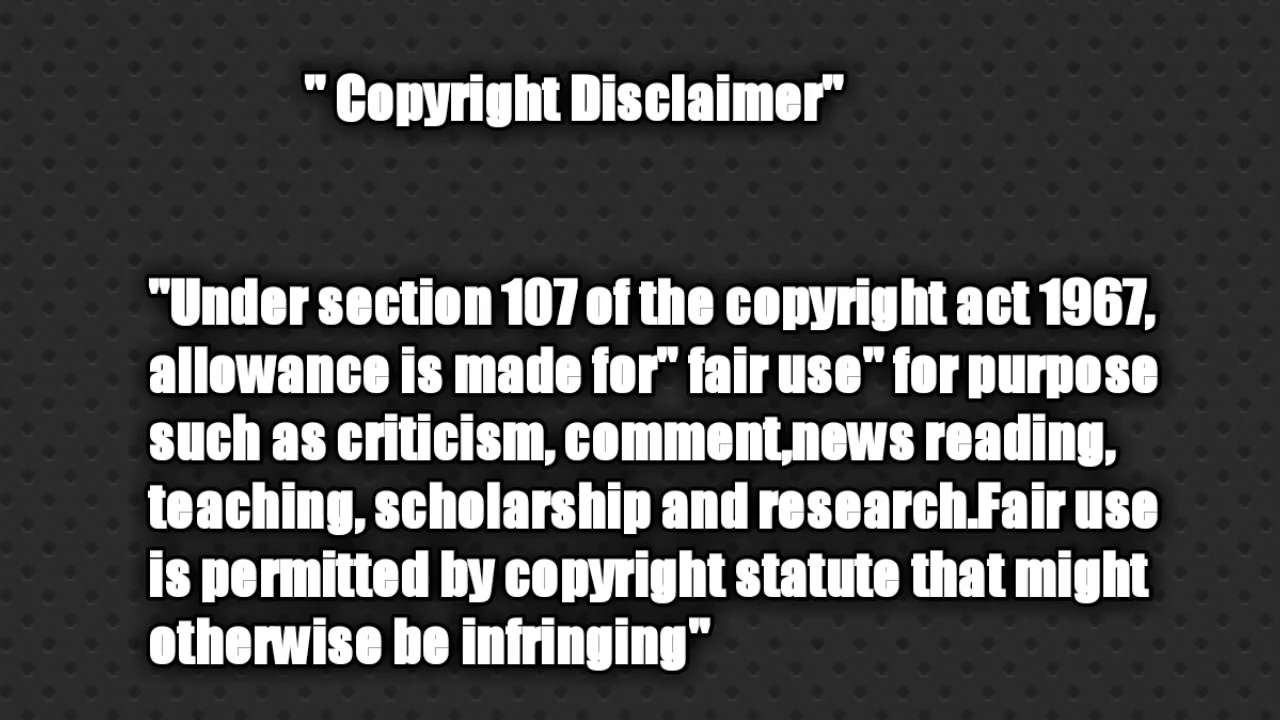 " Copyright Disclaimer"
"Under section 107 of the copyright act 1967,
allowance is made for" fair use" for purpose
such as criticism, comment,news reading,
teaching, scholarship and research.Fair use
is permitted by copyright statute that might
otherwise be infringing"